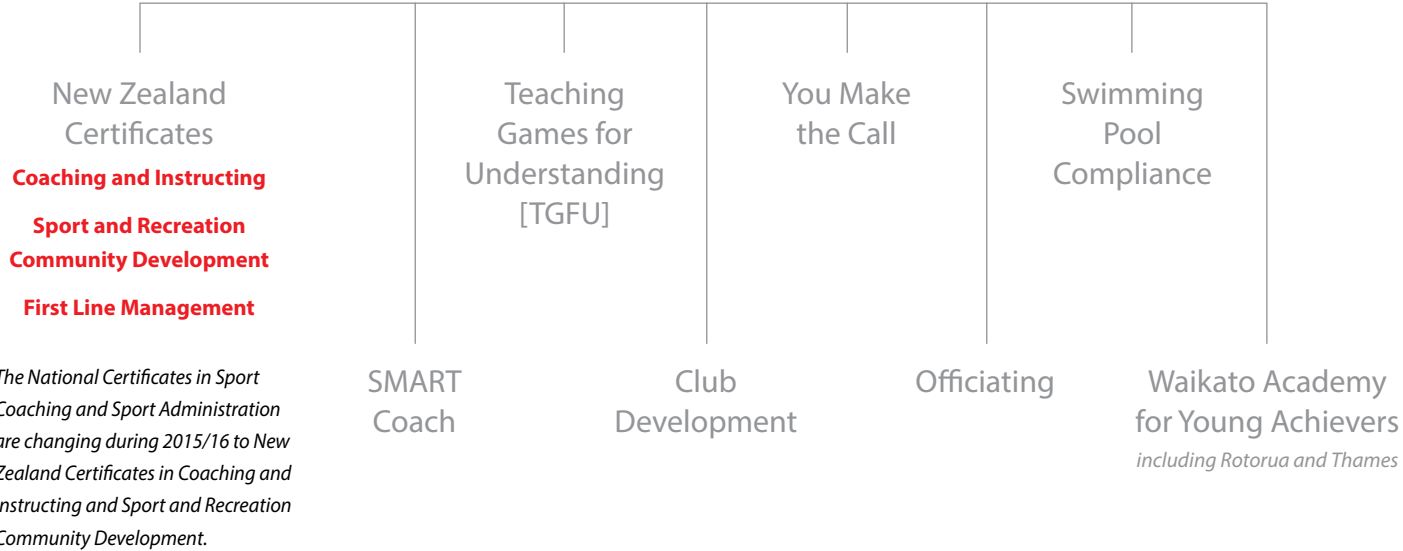 New Zealand
Certificates
Coaching and Instructing
Sport and Recreation
Community Development
First Line Management
The National Certificates in Sport
Coaching and Sport Administration
are changing during 2015/16 to New
Zealand Certificates in Coaching and
Instructing and Sport and Recreation
Community Development.
SMART
Coach
Teaching
Games for
Understanding
[TGFU]
Club
Development
You Make
the Call
Officiating
Swimming
Pool
Compliance
Waikato Academy
for Young Achievers
including Rotorua and Thames